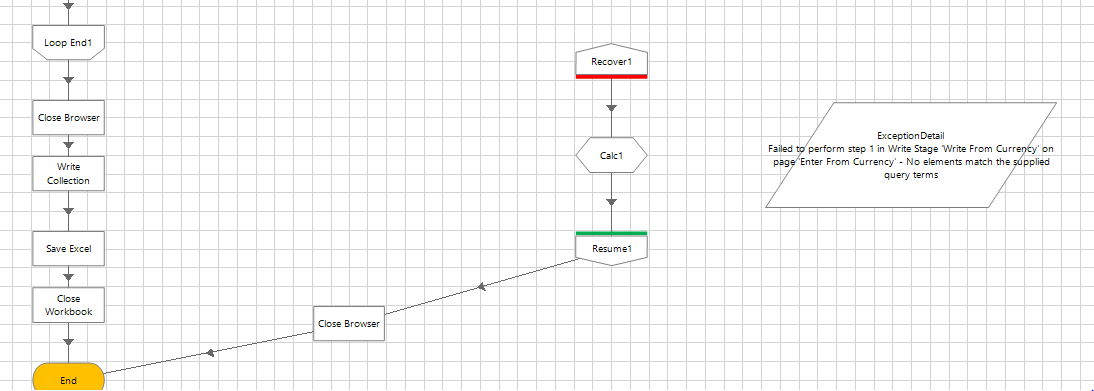 Loop End1
Close Browser
Write
Collection
Save Excel
Close
Workbook
End
Recover1
Calc1
Resume1
Close Browser
ExceptionDetail
Failed to perform step 1 in Write Stage 'Write From Currency' on
page 'Enter From Currency' - No elements match the supplied
query terms